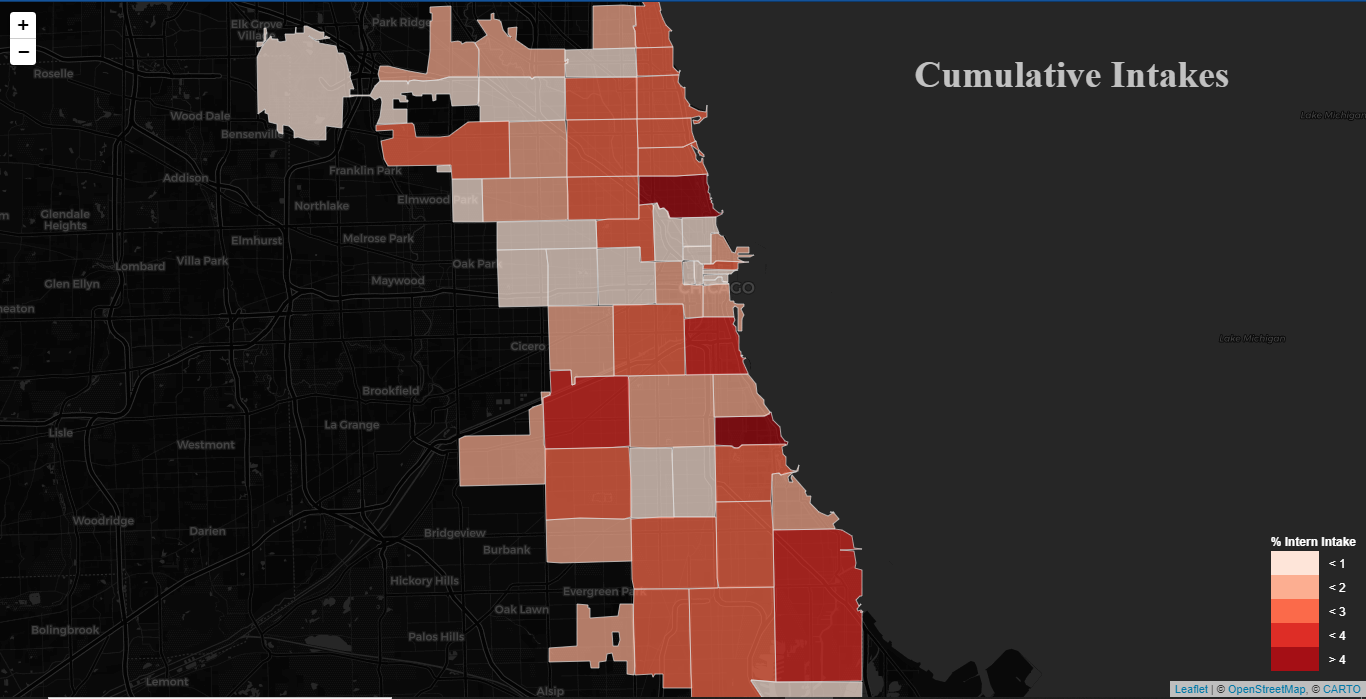 +
−
Elk Grove
Village
Park Ridge
Roselle
Cumulative Intakes
Wood Dale
Lake Michigan
Bensenville
Franklin Park
Addison
Elmwood Park
Northlake
Glendale
Heights
Elmhurst
Melrose Park
Villa Park
Lombard
Oak Park
Maywood
Glen Ellyn
CHICAGO
heaton
Lake Michigan
Cicero
Brookfield
La Grange
Lisle
Westmont
Woodridge
Darien
Bridgeview
Burbank
% Intern Intake
< 1
< 2
< 3
< 4
> 4
Hickory Hills
Evergreen Park
Oak Lawn
Bolingbrook
Palos Hills
Lemont
Alsip
Leaflet | © OpenStreetMap, © CARTO